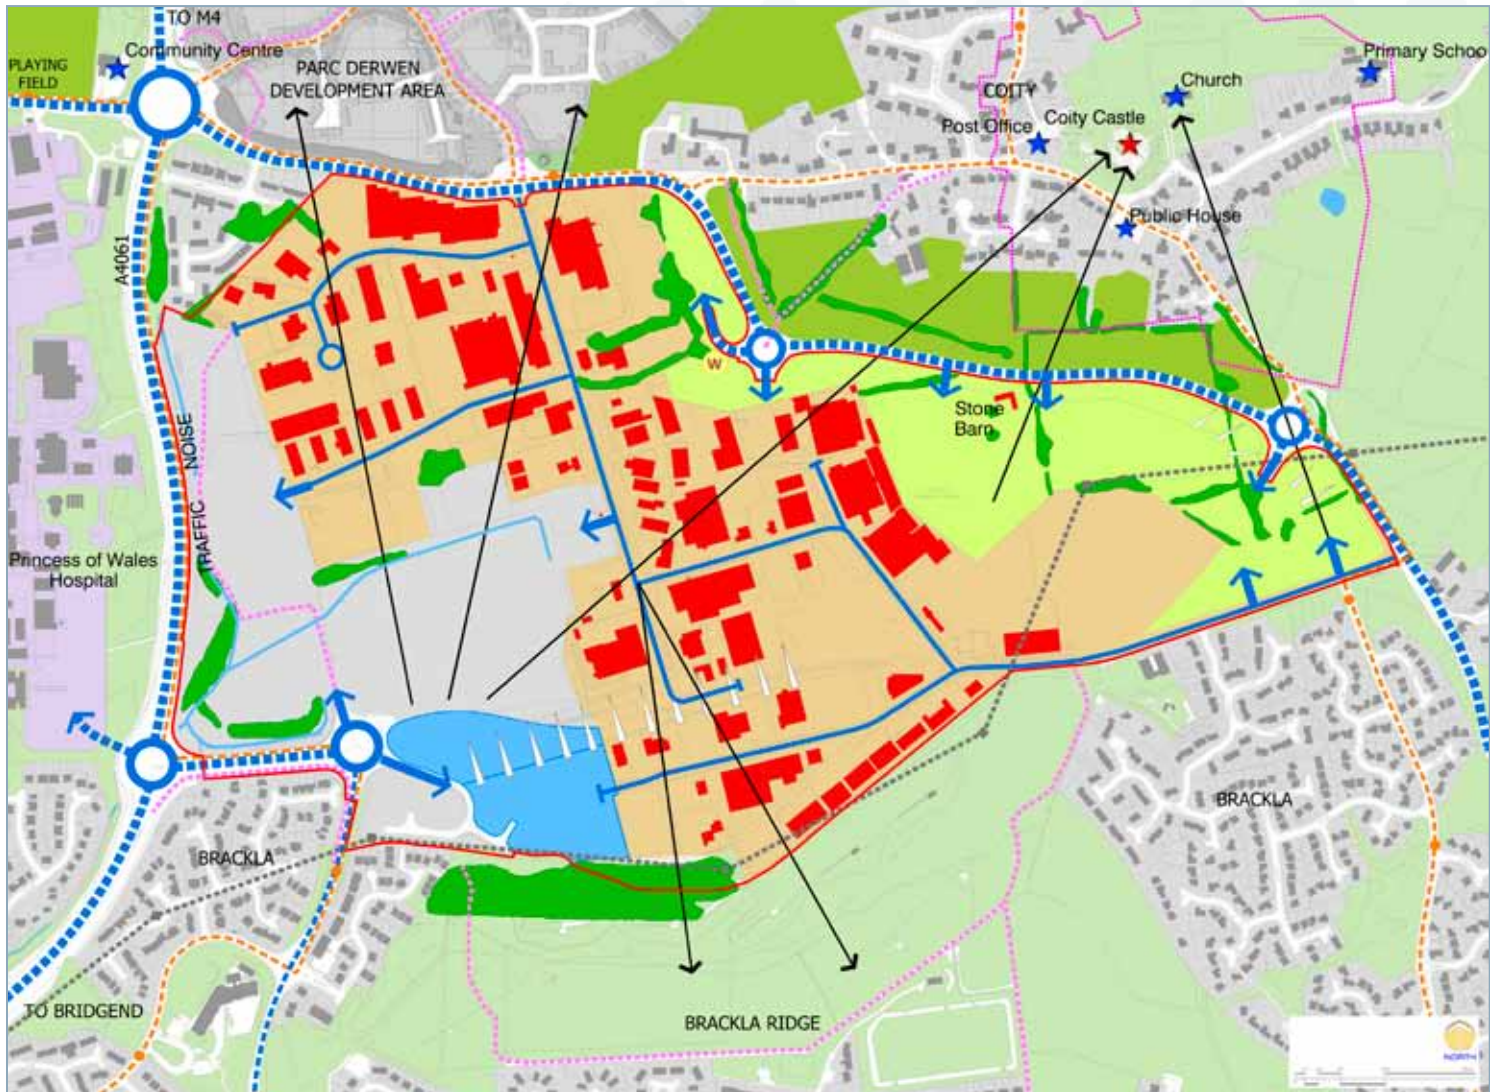 TO M4
Community Centre
PLAYING
FIELD
PARC DERWEN
DEVELOPMENT AREA
Primary Schoo
Church
COITY
Coity Castle
Post Office
Public House
A4061
W
Stone
Barn
TRAFFIC NOISE
Princess of Wales
Hospital
BRACKLA
BRACKLA
TO BRIDGEND
BRACKLA RIDGE
NORTH